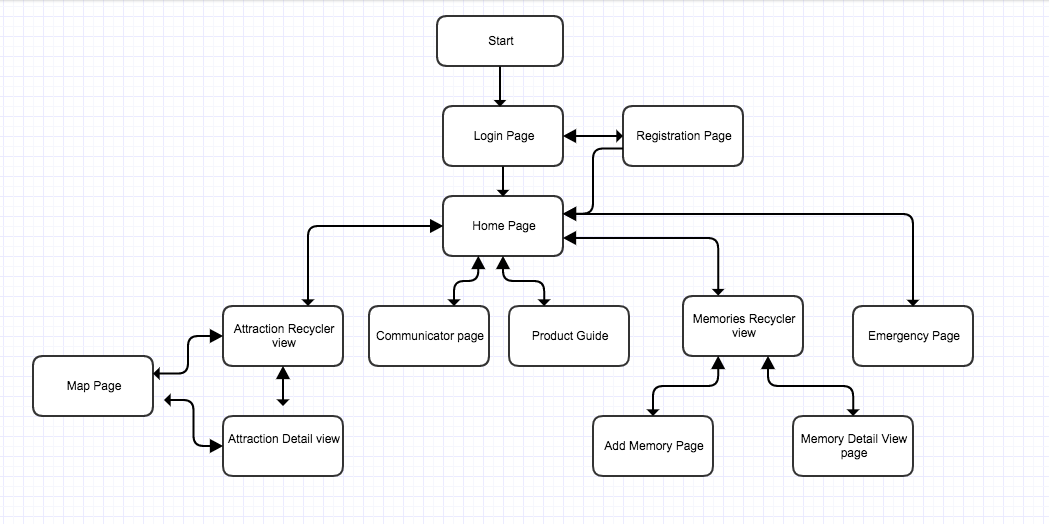 Start
Login Page
Registration Page
Home Page
Attraction Recycler
view
Communicator page
Product Guide
Memories Recycler
view
Emergency Page
Map Page
Attraction Detail view
Add Memory Page
Memory Detail View
page